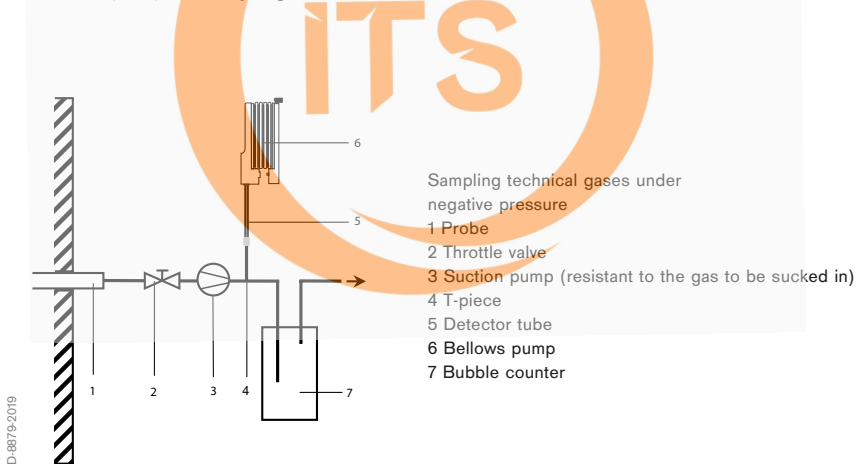 ITS
6
5
Sampling technical gases under
negative pressure
1 Probe
2 Throttle valve
3 Suction pump (resistant to the gas to be sucked in)
4 T-piece
5 Detector tube
6 Bellows pump
7 Bubble counter
1 2 3 4 7
D-8879-2019